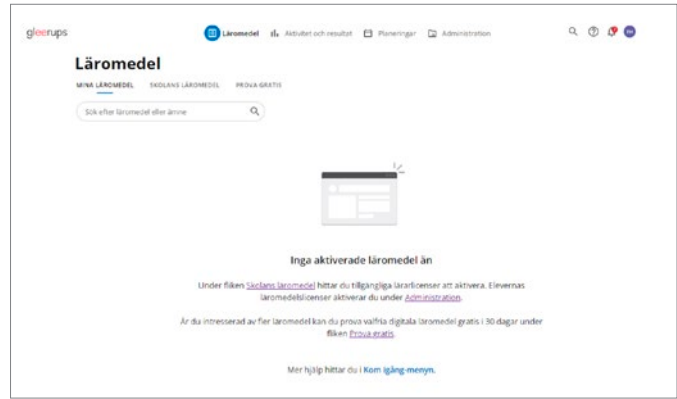 gleerups
Läromedel
Aktivitet och resultat
Planeringar
Administration
Läromedel
MINA LÄROMEDEL
SKOLANS LÄROMEDEL
PROVA GRATIS
Sök efter läromedel eller ämne
Inga aktiverade läromedel än
Under fliken Skolans läromedel hittar du tillgängliga lärarlicenser att aktivera. Elevernas
läromedelslicenser aktiverar du under Administration.
Är du intresserad av fler läromedel kan du prova valfria digitala läromedel gratis i 30 dagar under
fliken Prova gratis.
Mer hjälp hittar du i Kom igång-menyn.